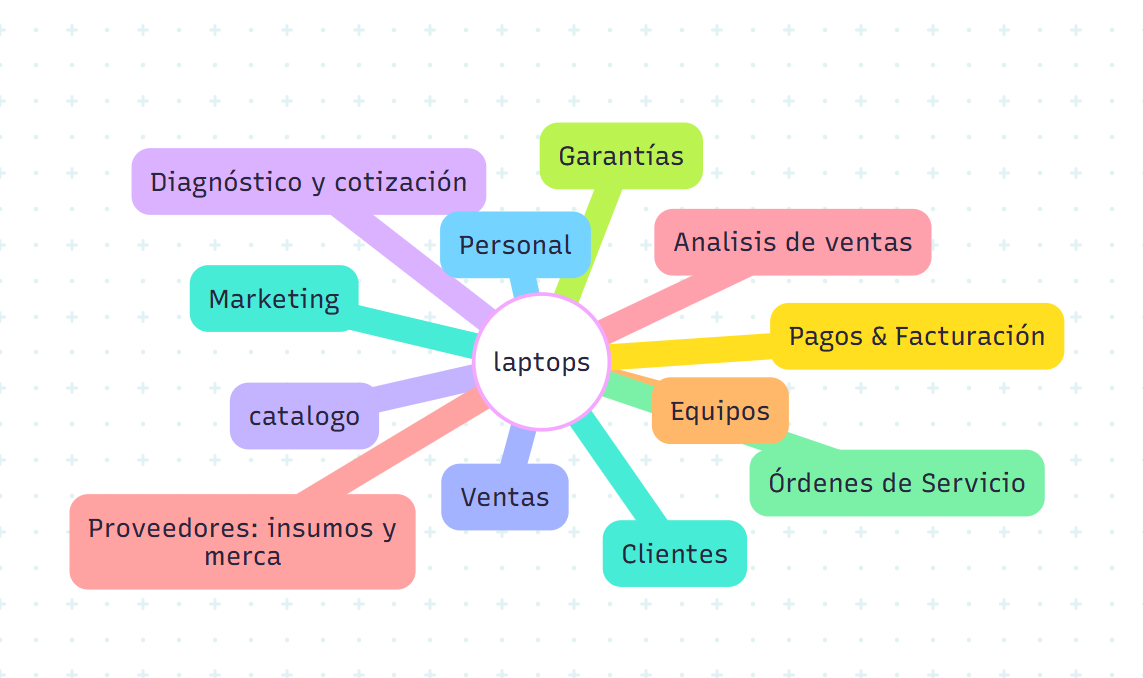 Garantías
Diagnóstico y cotización
Personal
Analisis de ventas
Marketing
Pagos & Facturación
laptops
catalogo
Equipos
Órdenes de Servicio
Ventas
Proveedores: insumos y
merca
Clientes